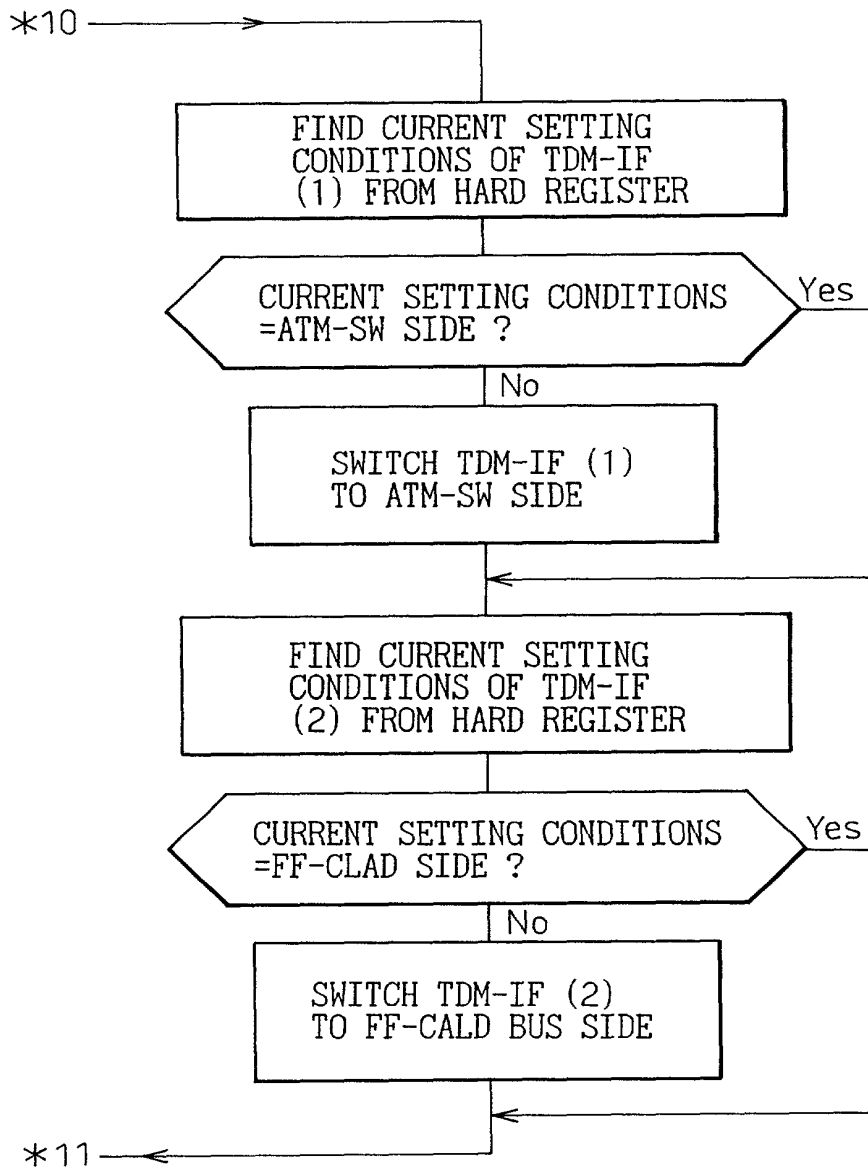 *10
FIND CURRENT SETTING
CONDITIONS OF TDM-IF
(1) FROM HARD REGISTER
CURRENT SETTING CONDITIONS
=ATM-SW SIDE ?
Yes
No
SWITCH TDM-IF (1)
TO ATM-SW SIDE
FIND CURRENT SETTING
CONDITIONS OF TDM-IF
(2) FROM HARD REGISTER
CURRENT SETTING CONDITIONS
=FF-CLAD SIDE ?
Yes
No
SWITCH TDM-IF (2)
TO FF-CALD BUS SIDE
*11